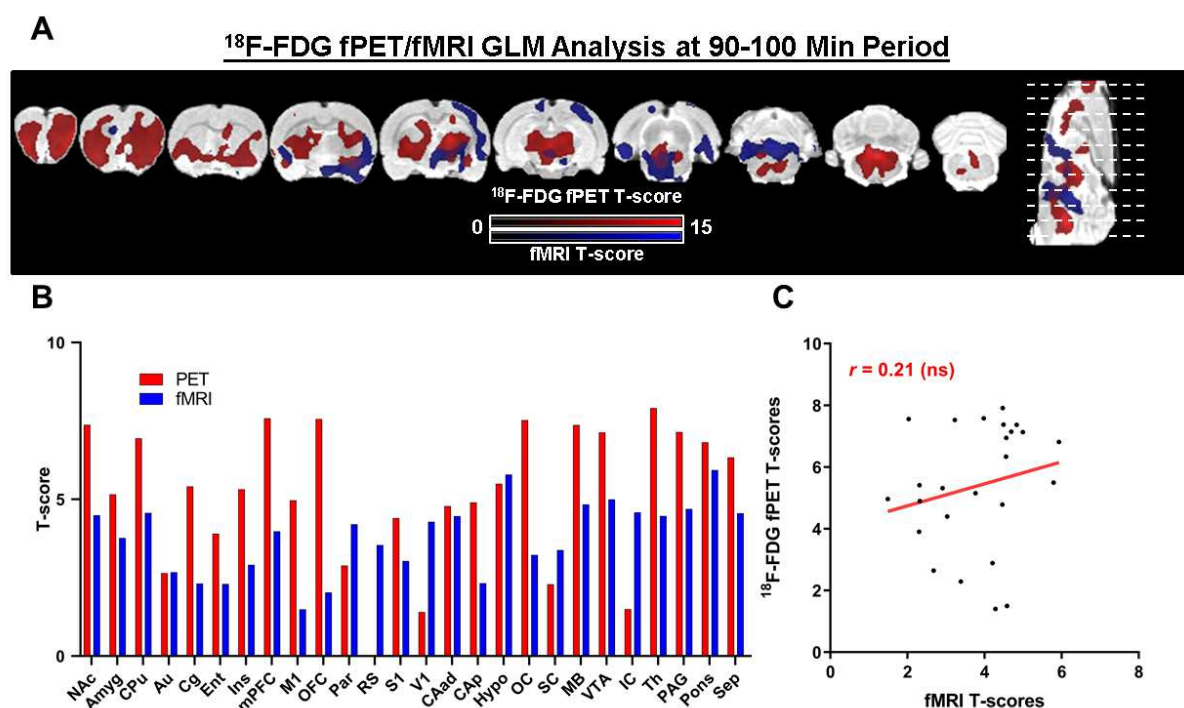 A
¹⁸F-FDG fPET/fMRI GLM Analysis at 90-100 Min Period
¹⁸F-FDG fPET T-score
0 15
fMRI T-score
B
10
5
0
T-score
PET
fMRI
NAc
Amyg
CPu
Au
Cg
Ent
Ins
mPFC
M1
OFC
Par
RS
S1
V1
CAad
CAp
Hypo
OC
SC
MB
VTA
IC
Th
PAG
Pons
Sep
C
r = 0.21 (ns)
10
8
6
4
2
0
¹⁸F-FDG fPET T-scores
0 2 4 6 8
fMRI T-scores